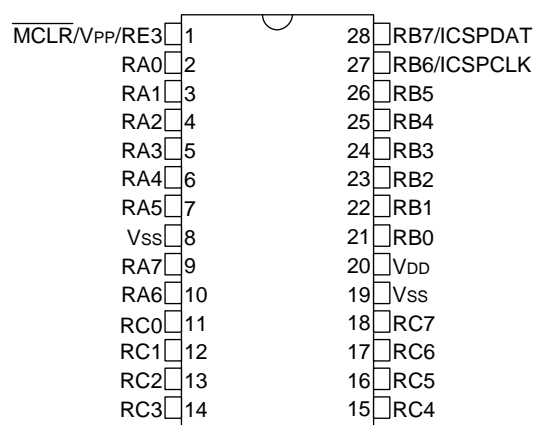 MCLR/VPP/RE3 1 28 RB7/ICSPDAT
RA0 2 27 RB6/ICSPCLK
RA1 3 26 RB5
RA2 4 25 RB4
RA3 5 24 RB3
RA4 6 23 RB2
RA5 7 22 RB1
VSS 8 21 RB0
RA7 9 20 VDD
RA6 10 19 VSS
RC0 11 18 RC7
RC1 12 17 RC6
RC2 13 16 RC5
RC3 14 15 RC4